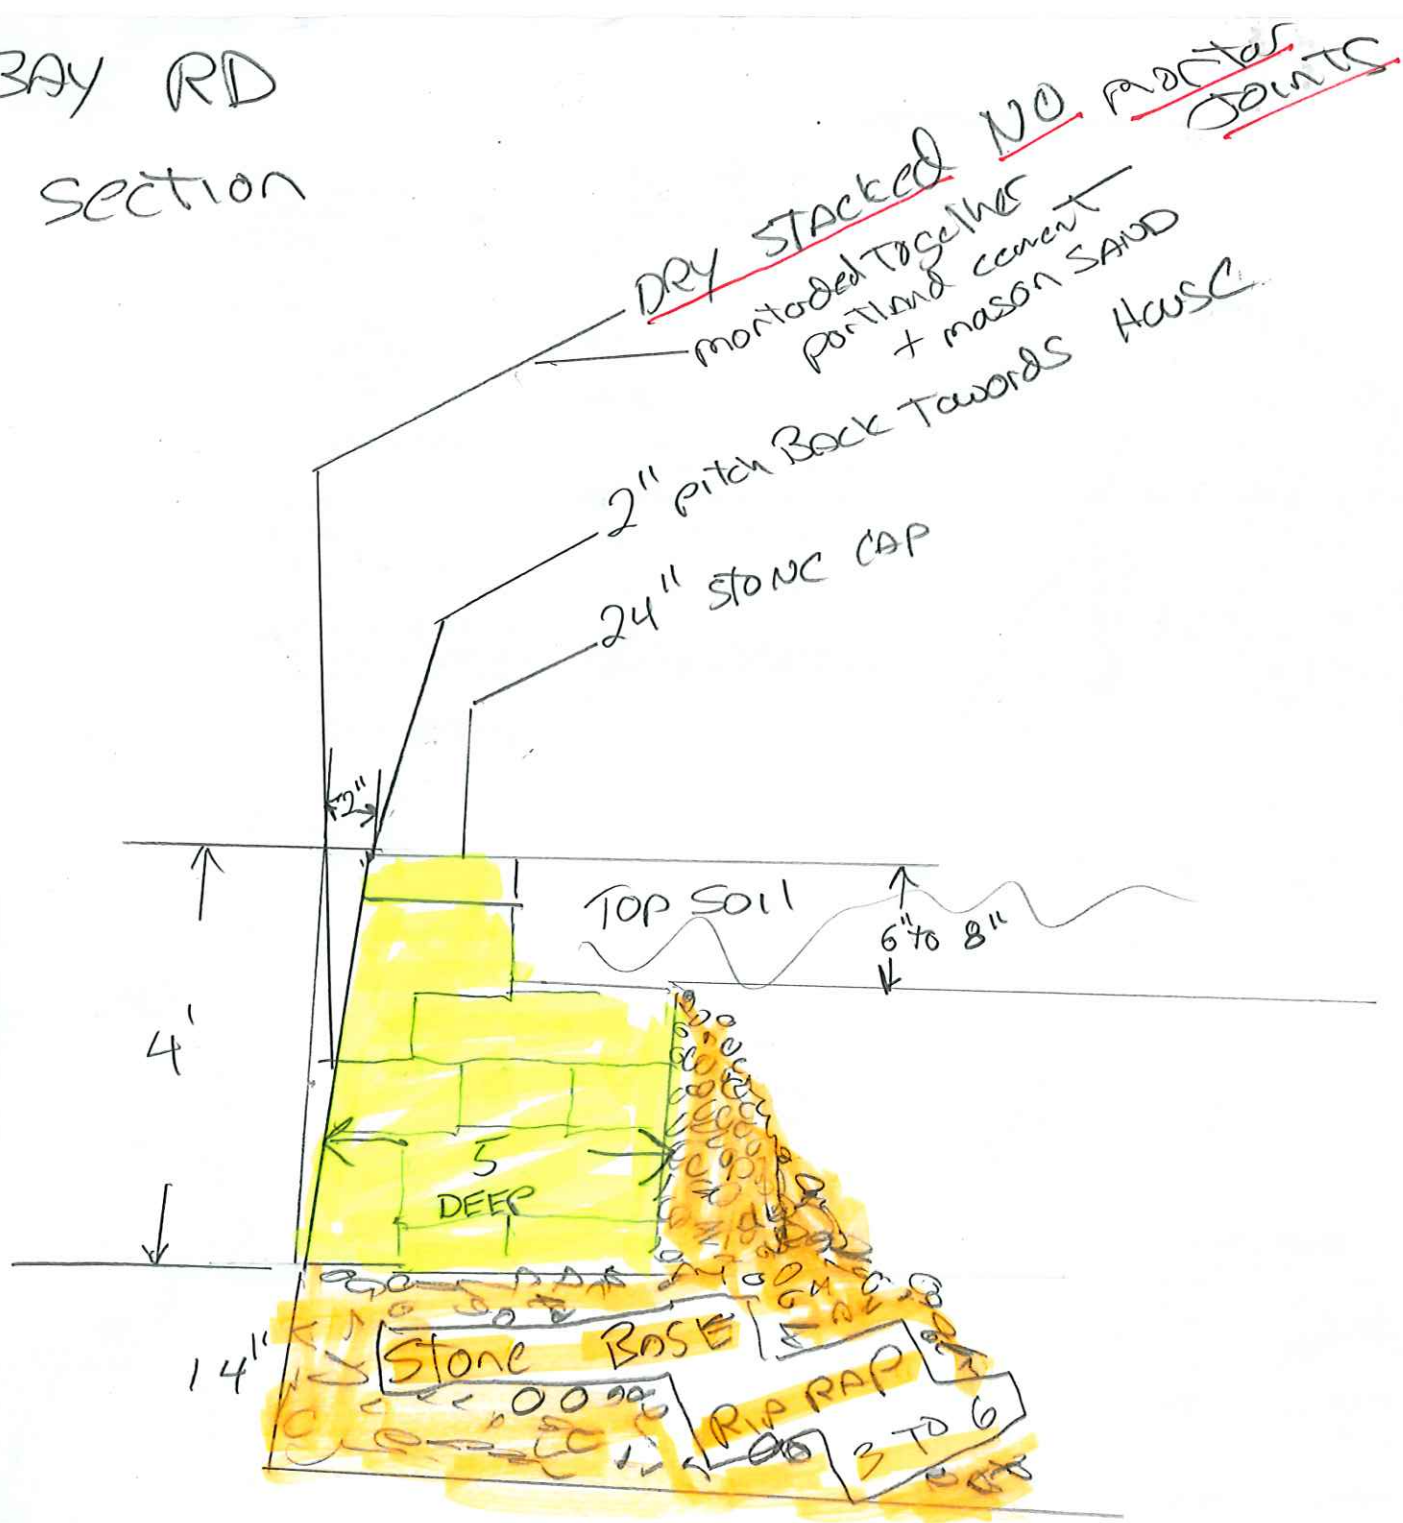 BAY RD
Section
DRY STACKED NO mortar
JOINTS
mortorded Together
portland cement
+ mason SAND
2" pitch Back Towards House
24" STONE CAP
2"
TOP SOIL
6" to 8"
4'
5
DEEP
14"
Stone BASE
RIP RAP
3 TO 6